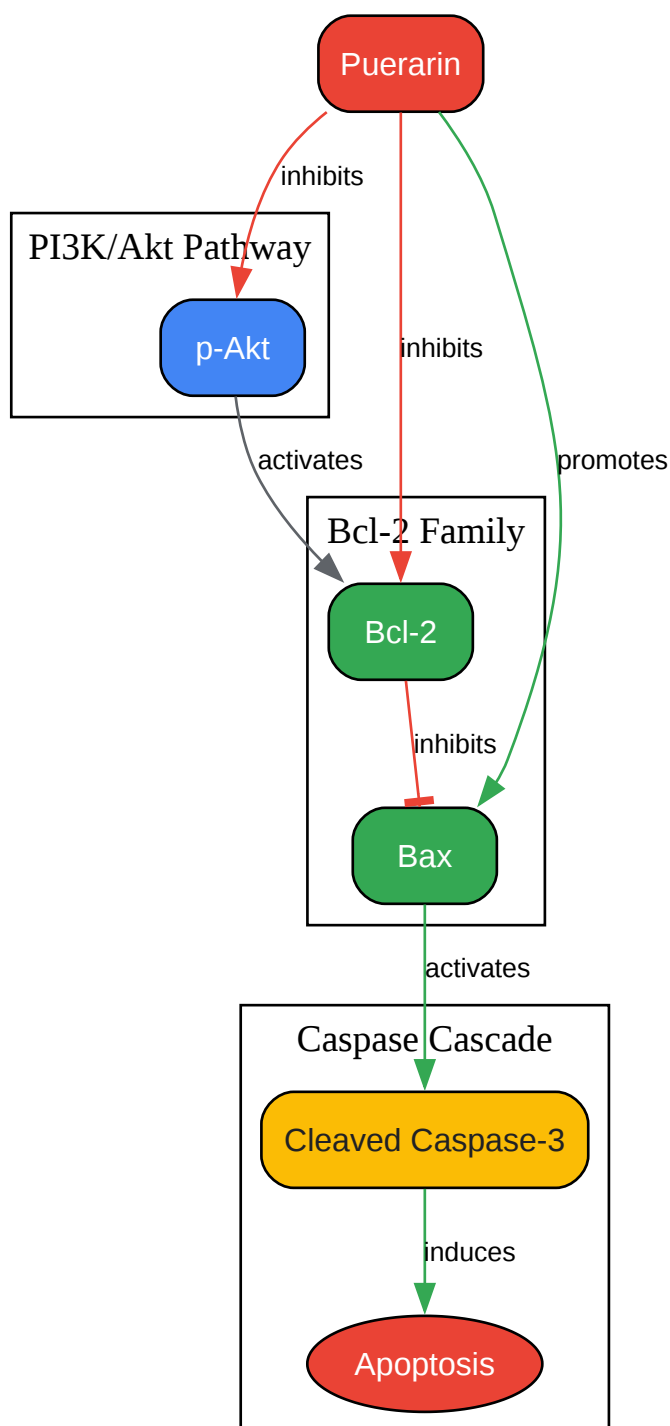 Puerarin
inhibits
PI3K/Akt Pathway
p-Akt
inhibits
activates
promotes
Bcl-2 Family
Bcl-2
inhibits
Bax
activates
Caspase Cascade
Cleaved Caspase-3
induces
Apoptosis